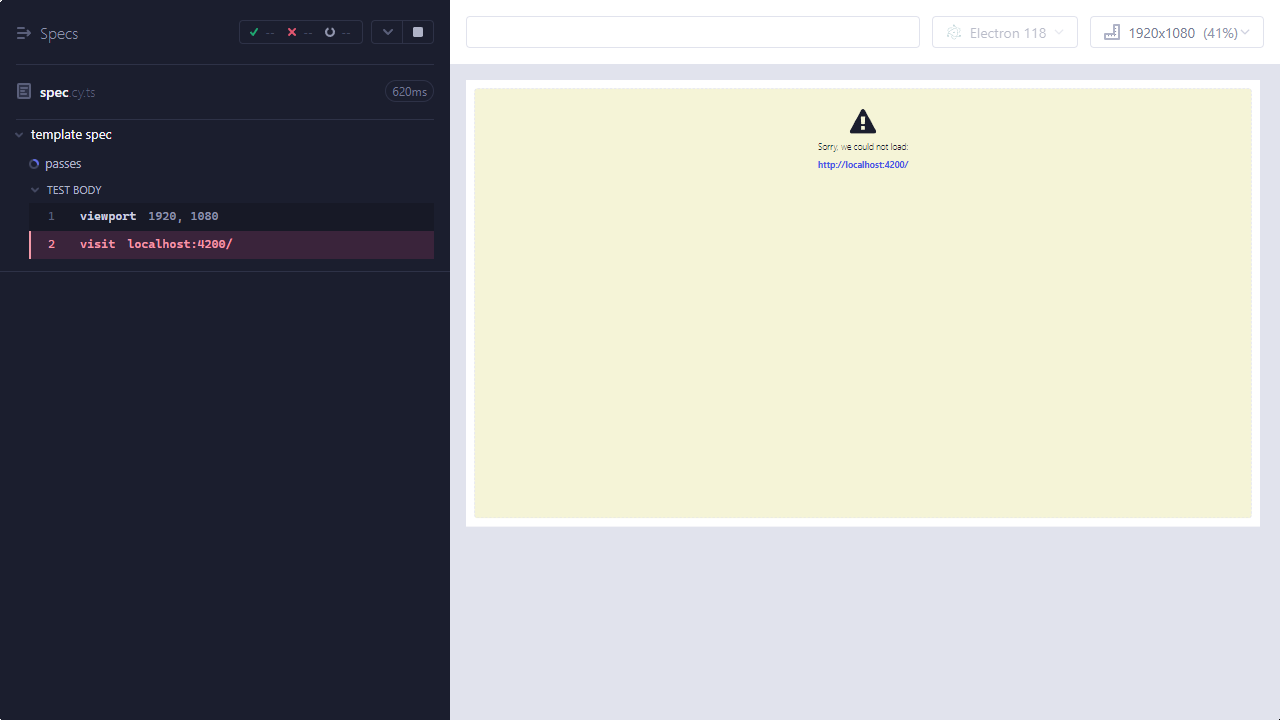 Specs
-- -- --
Electron 118
1920x1080 (41%)
spec.cy.ts
620ms
template spec
passes
TEST BODY
1 viewport 1920, 1080
2 visit localhost:4200/
Sorry, we could not load:
http://localhost:4200/